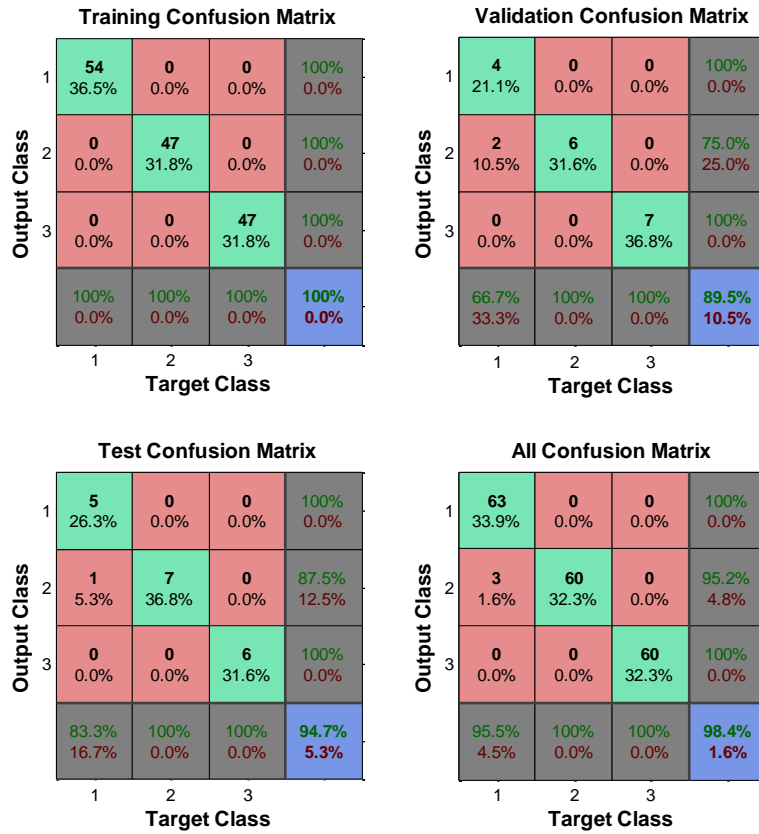 Training Confusion Matrix
Output Class
1
54 0 0 100%
36.5% 0.0% 0.0% 0.0%
2
0 47 0 100%
0.0% 31.8% 0.0% 0.0%
3
0 0 47 100%
0.0% 0.0% 31.8% 0.0%
100% 100% 100% 100%
0.0% 0.0% 0.0% 0.0%
1 2 3
Target Class
Validation Confusion Matrix
Output Class
1
4 0 0 100%
21.1% 0.0% 0.0% 0.0%
2
2 6 0 75.0%
10.5% 31.6% 0.0% 25.0%
3
0 0 7 100%
0.0% 0.0% 36.8% 0.0%
66.7% 100% 100% 89.5%
33.3% 0.0% 0.0% 10.5%
1 2 3
Target Class
Test Confusion Matrix
Output Class
1
5 0 0 100%
26.3% 0.0% 0.0% 0.0%
2
1 7 0 87.5%
5.3% 36.8% 0.0% 12.5%
3
0 0 6 100%
0.0% 0.0% 31.6% 0.0%
83.3% 100% 100% 94.7%
16.7% 0.0% 0.0% 5.3%
1 2 3
Target Class
All Confusion Matrix
Output Class
1
63 0 0 100%
33.9% 0.0% 0.0% 0.0%
2
3 60 0 95.2%
1.6% 32.3% 0.0% 4.8%
3
0 0 60 100%
0.0% 0.0% 32.3% 0.0%
95.5% 100% 100% 98.4%
4.5% 0.0% 0.0% 1.6%
1 2 3
Target Class